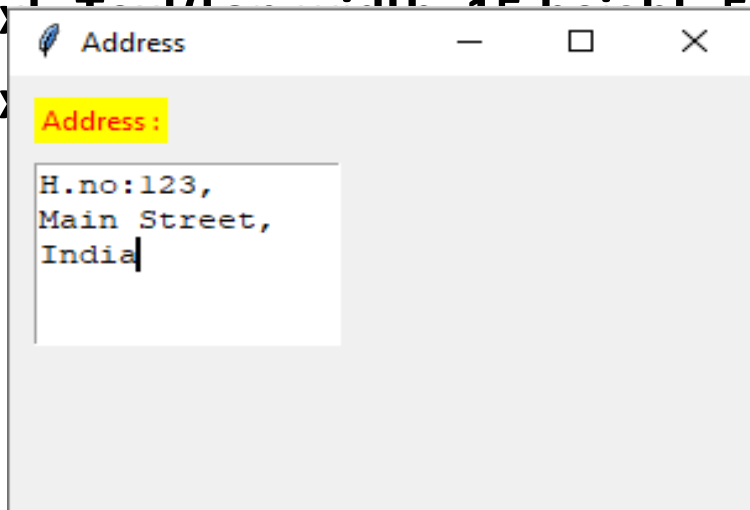 Address
Address :
H.no:123,
Main Street,
India